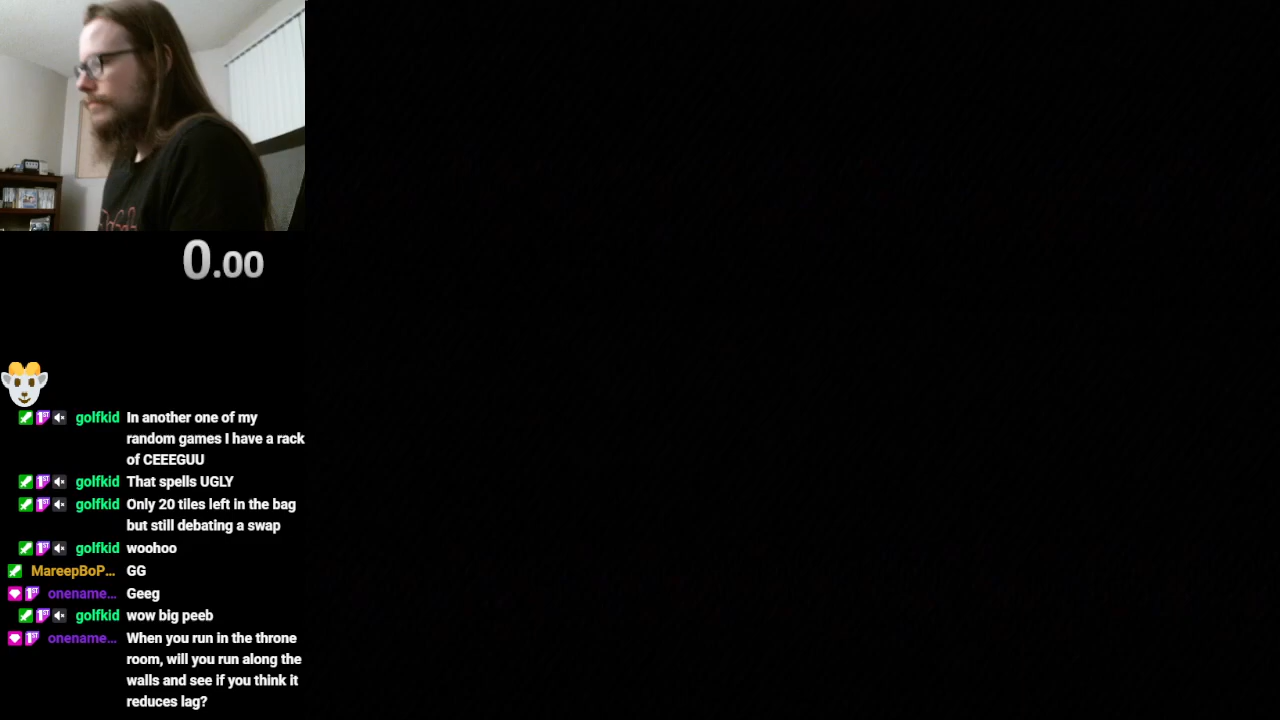 0.00
golfkid In another one of my
random games I have a rack
of CEEEGUU
golfkid That spells UGLY
golfkid Only 20 tiles left in the bag
but still debating a swap
golfkid woohoo
MareepBoP... GG
onename... Geeg
golfkid wow big peeb
onename... When you run in the throne
room, will you run along the
walls and see if you think it
reduces lag?